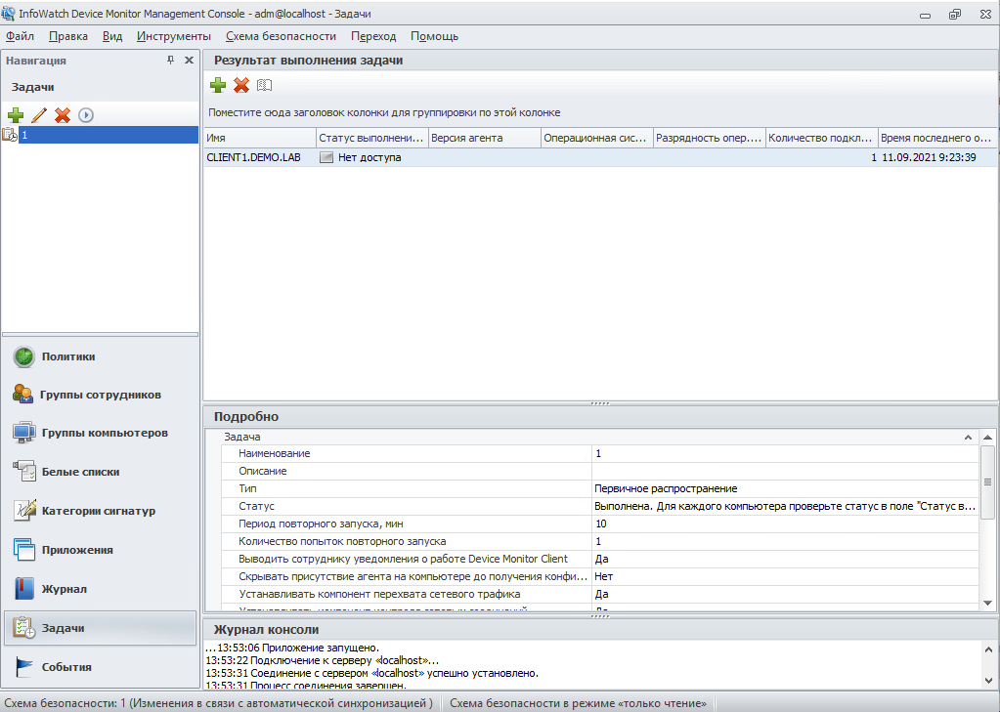 InfoWatch Device Monitor Management Console - adm@localhost - Задачи
Файл Правка Вид Инструменты Схема безопасности Переход Помощь
Навигация
Задачи
1
Политики
Группы сотрудников
Группы компьютеров
Белые списки
Категории сигнатур
Приложения
Журнал
Задачи
События
Результат выполнения задачи
Поместите сюда заголовок колонки для группировки по этой колонке
Имя Статус выполнени... Версия агента Операционная сис... Разрядность опер.... Количество подкл... Время последнего о...
CLIENT1.DEMO.LAB Нет доступа 1 11.09.2021 9:23:39
Подробно
Задача
Наименование 1
Описание
Тип Первичное распространение
Статус Выполнена. Для каждого компьютера проверьте статус в поле "Статус в...
Период повторного запуска, мин 10
Количество попыток повторного запуска 1
Выводить сотруднику уведомления о работе Device Monitor Client Да
Скрывать присутствие агента на компьютере до получения конфи... Нет
Устанавливать компонент перехвата сетевого трафика Да
Устанавливать компонент контроля сетевых соединений Да
Журнал консоли
...13:53:06 Приложение запущено.
13:53:22 Подключение к серверу «localhost»...
13:53:31 Соединение с сервером «localhost» успешно установлено.
13:53:31 Процесс соединения завершен.
Схема безопасности: 1 (Изменения в связи с автоматической синхронизацией ) Схема безопасности в режиме «только чтение»